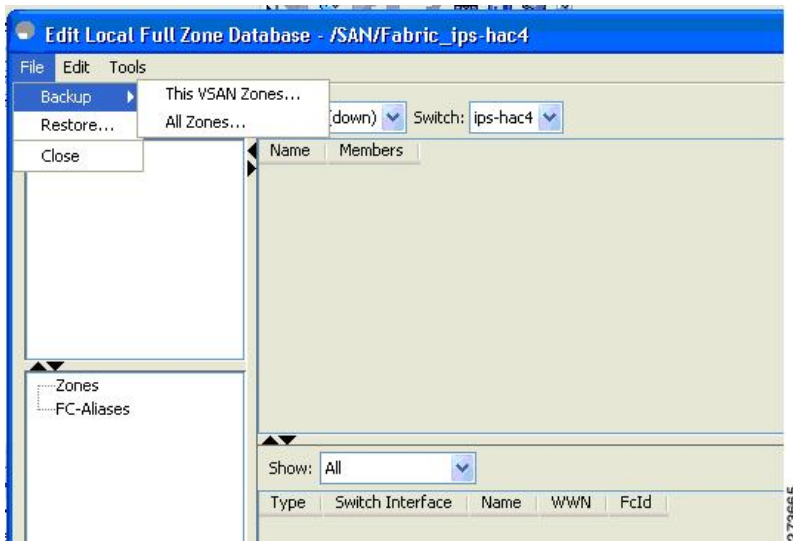 Edit Local Full Zone Database - /SAN/Fabric_ips-hac4
File Edit Tools
Backup This VSAN Zones...
Restore... All Zones...
Close
(down) Switch: ips-hac4
Name Members
Zones
FC-Aliases
Show: All
Type Switch Interface Name WWN FcId
273665